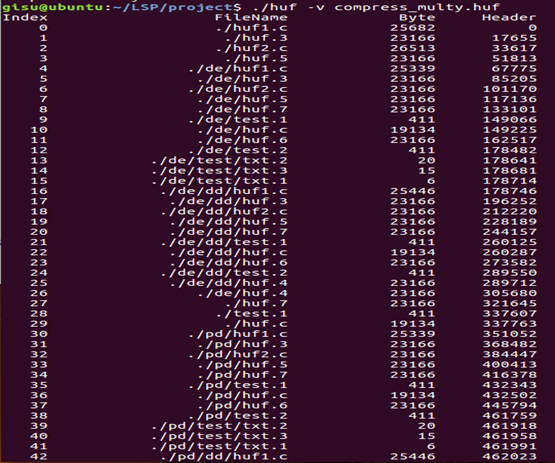 gisu@ubuntu:~/LSP/project$ ./huf -v compress_multy.huf
Index FileName Byte Header
0 ./huf1.c 25682 0
1 ./huf.3 23166 17655
2 ./huf2.c 26513 33617
3 ./huf.5 23166 51813
4 ./de/huf1.c 25339 67775
5 ./de/huf.3 23166 85205
6 ./de/huf2.c 23166 101170
7 ./de/huf.5 23166 117136
8 ./de/huf.7 23166 133101
9 ./de/test.1 411 149066
10 ./de/huf.c 19134 149225
11 ./de/huf.6 23166 162517
12 ./de/test.2 411 178482
13 ./de/test/txt.2 20 178641
14 ./de/test/txt.3 15 178681
15 ./de/test/txt.1 6 178714
16 ./de/dd/huf1.c 25446 178746
17 ./de/dd/huf.3 23166 196252
18 ./de/dd/huf2.c 23166 212220
19 ./de/dd/huf.5 23166 228189
20 ./de/dd/huf.7 23166 244157
21 ./de/dd/test.1 411 260125
22 ./de/dd/huf.c 19134 260287
23 ./de/dd/huf.6 23166 273582
24 ./de/dd/test.2 411 289550
25 ./de/dd/huf.4 23166 289712
26 ./de/huf.4 23166 305680
27 ./huf.7 23166 321645
28 ./test.1 411 337607
29 ./huf.c 19134 337763
30 ./pd/huf1.c 25339 351052
31 ./pd/huf.3 23166 368482
32 ./pd/huf2.c 23166 384447
33 ./pd/huf.5 23166 400413
34 ./pd/huf.7 23166 416378
35 ./pd/test.1 411 432343
36 ./pd/huf.c 19134 432502
37 ./pd/huf.6 23166 445794
38 ./pd/test.2 411 461759
39 ./pd/test/txt.2 20 461918
40 ./pd/test/txt.3 15 461958
41 ./pd/test/txt.1 6 461991
42 ./pd/dd/huf1.c 25446 462023